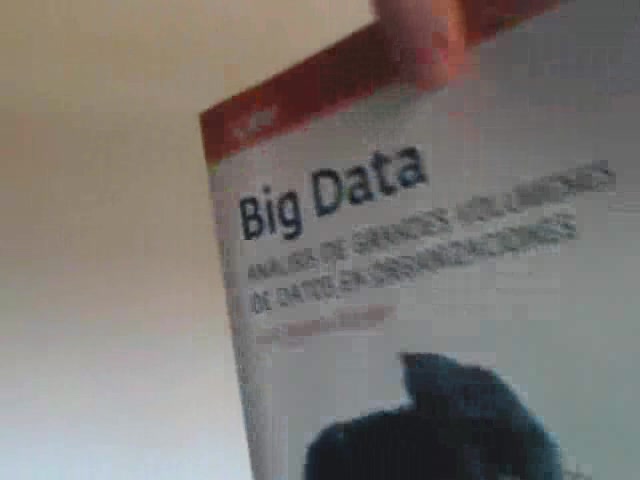 Big Data
ANÁLISIS DE GRANDES VOLÚMENES
DE DATOS EN ORGANIZACIONES